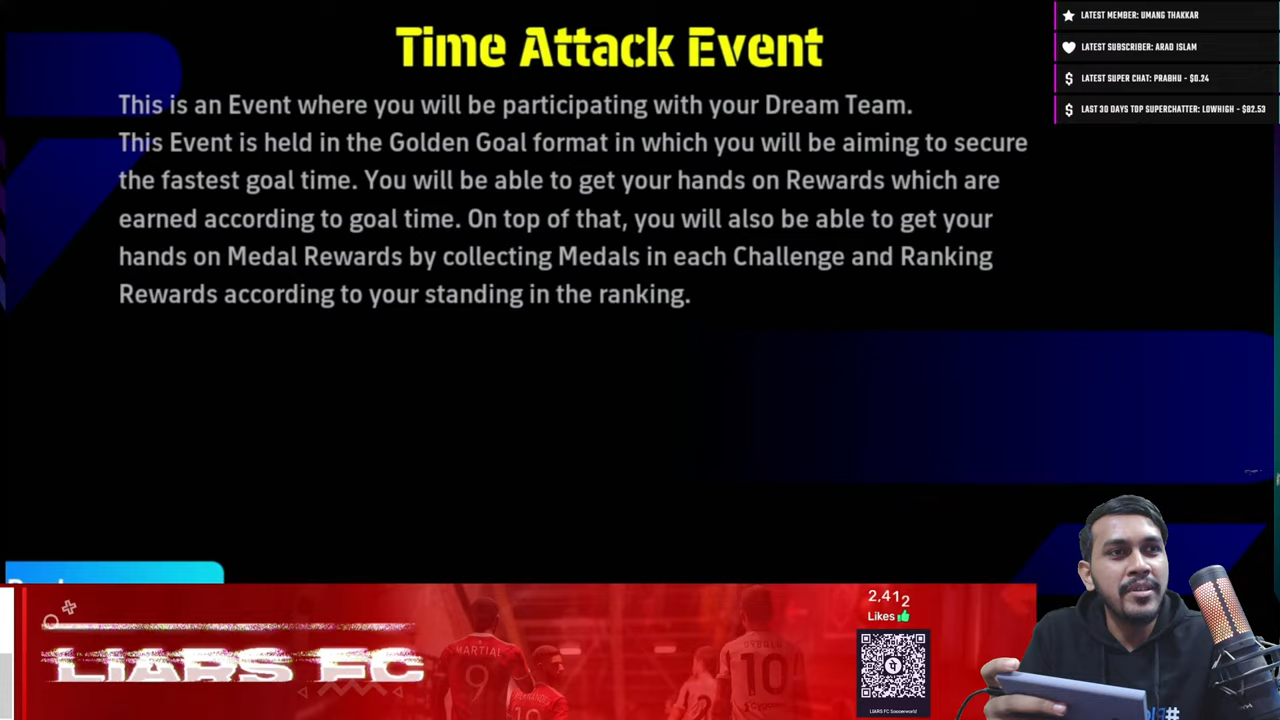 Time Attack Event
This is an Event where you will be participating with your Dream Team.
This Event is held in the Golden Goal format in which you will be aiming to secure
the fastest goal time. You will be able to get your hands on Rewards which are
earned according to goal time. On top of that, you will also be able to get your
hands on Medal Rewards by collecting Medals in each Challenge and Ranking
Rewards according to your standing in the ranking.
LATEST MEMBER: UMANG THAKKAR
LATEST SUBSCRIBER: ARAD ISLAM
LATEST SUPER CHAT: PRABHU - $0.24
LAST 30 DAYS TOP SUPERCHATTER: LOWHIGH - $82.53
LIARS FC
MARTIAL
9
FERNANDES
DYBALA
10
2,412
Likes
LIARS FC Soccerworld